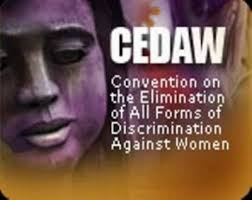 CEDAW
Convention on
the Elimination
of All Forms of
Discrimination
Against Women